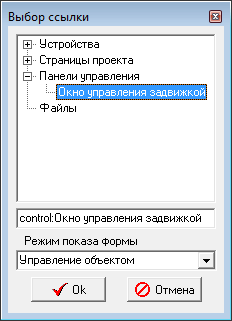 Выбор ссылки
Устройства
Страницы проекта
Панели управления
Окно управления задвижкой
Файлы
control:Окно управления задвижкой
Режим показа формы
Управление объектом
Ok
Отмена